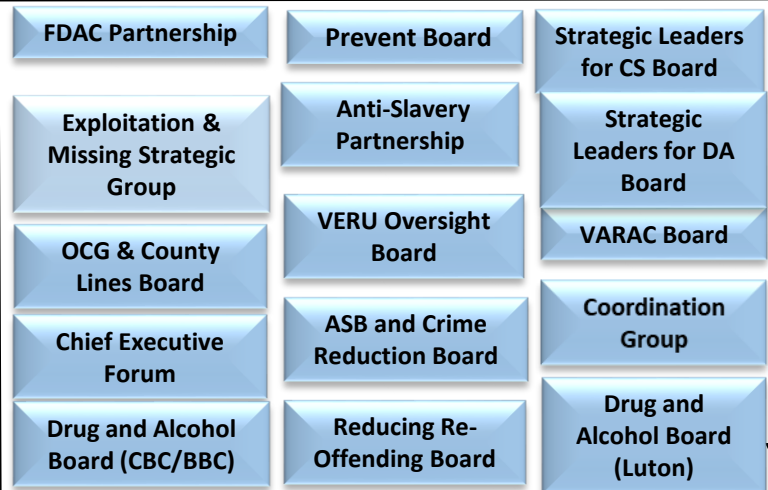 FDAC Partnership
Prevent Board
Strategic Leaders
for CS Board
Exploitation &
Missing Strategic
Group
Anti-Slavery
Partnership
Strategic
Leaders for DA
Board
OCG & County
Lines Board
VERU Oversight
Board
VARAC Board
Chief Executive
Forum
ASB and Crime
Reduction Board
Coordination
Group
Drug and Alcohol
Board (CBC/BBC)
Reducing Re-
Offending Board
Drug and
Alcohol Board
(Luton)